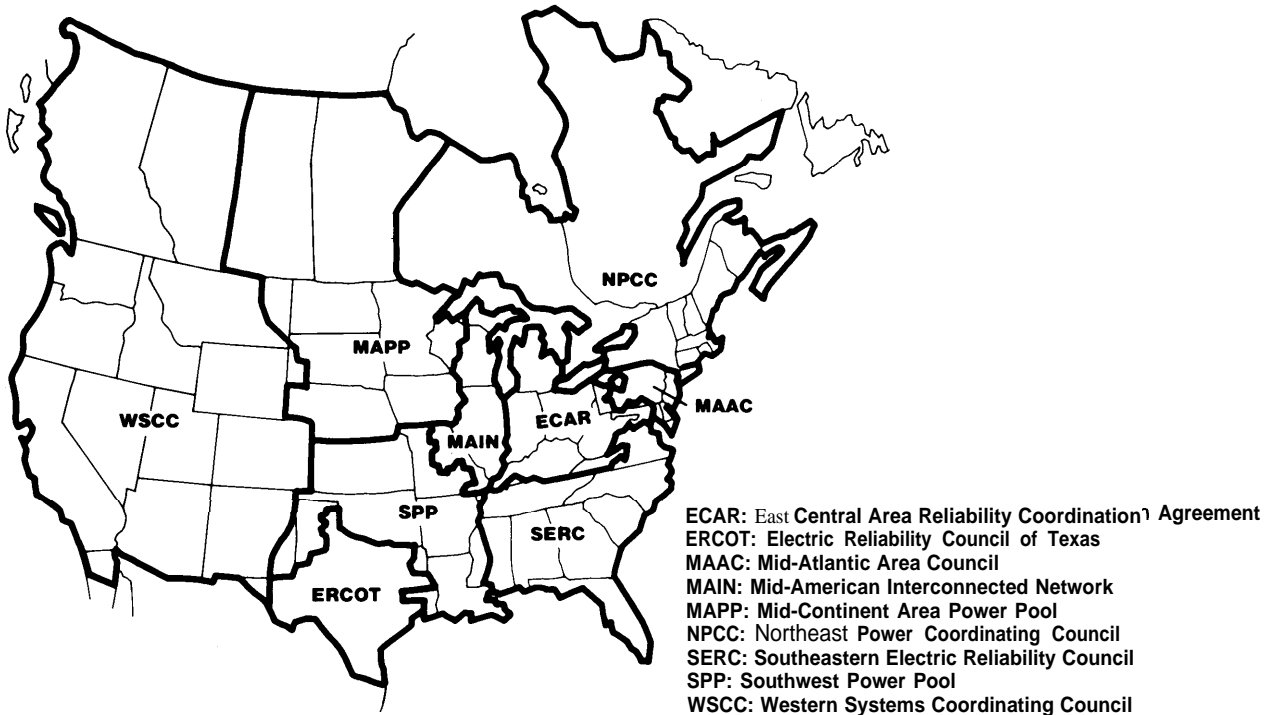 NPCC
MAPP
MAAC
WSCC
ECAR
MAIN
SPP
SERC
ERCOT
ECAR: East Central Area Reliability Coordination Agreement
ERCOT: Electric Reliability Council of Texas
MAAC: Mid-Atlantic Area Council
MAIN: Mid-American Interconnected Network
MAPP: Mid-Continent Area Power Pool
NPCC: Northeast Power Coordinating Council
SERC: Southeastern Electric Reliability Council
SPP: Southwest Power Pool
WSCC: Western Systems Coordinating Council